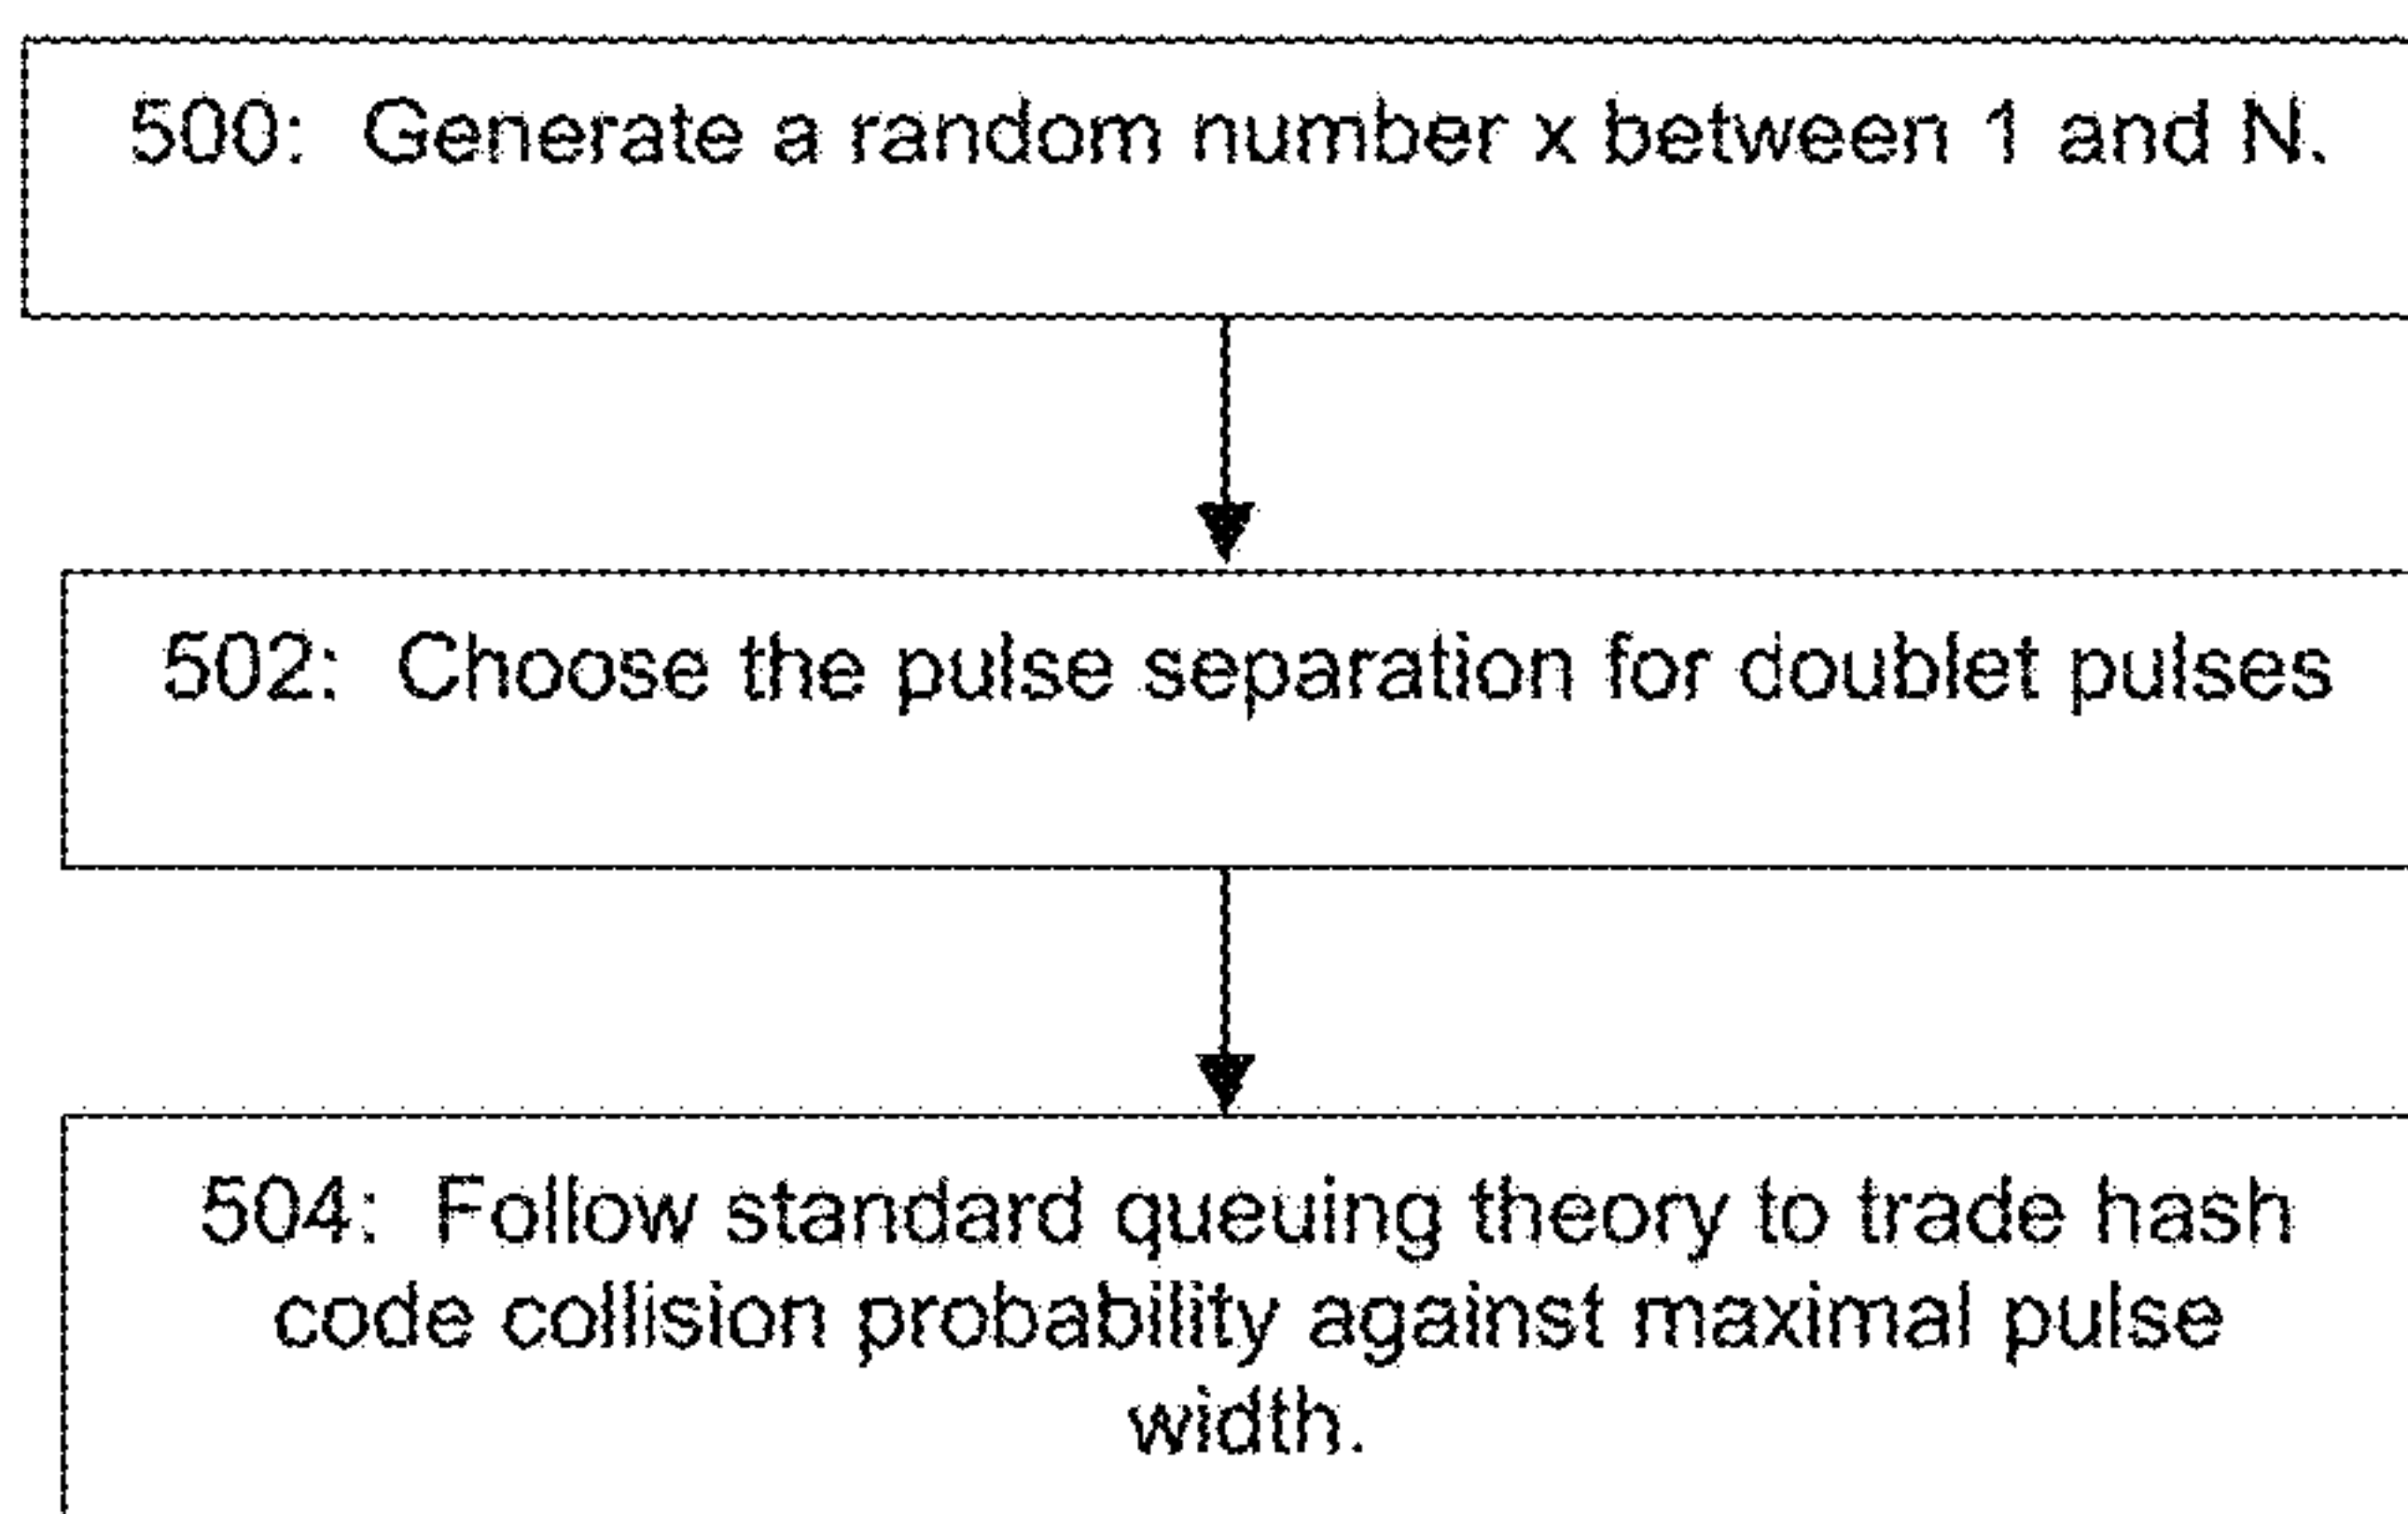 500: Generate a random number x between 1 and N.
502: Choose the pulse separation for doublet pulses
504: Follow standard queuing theory to trade hash
code collision probability against maximal pulse
width.